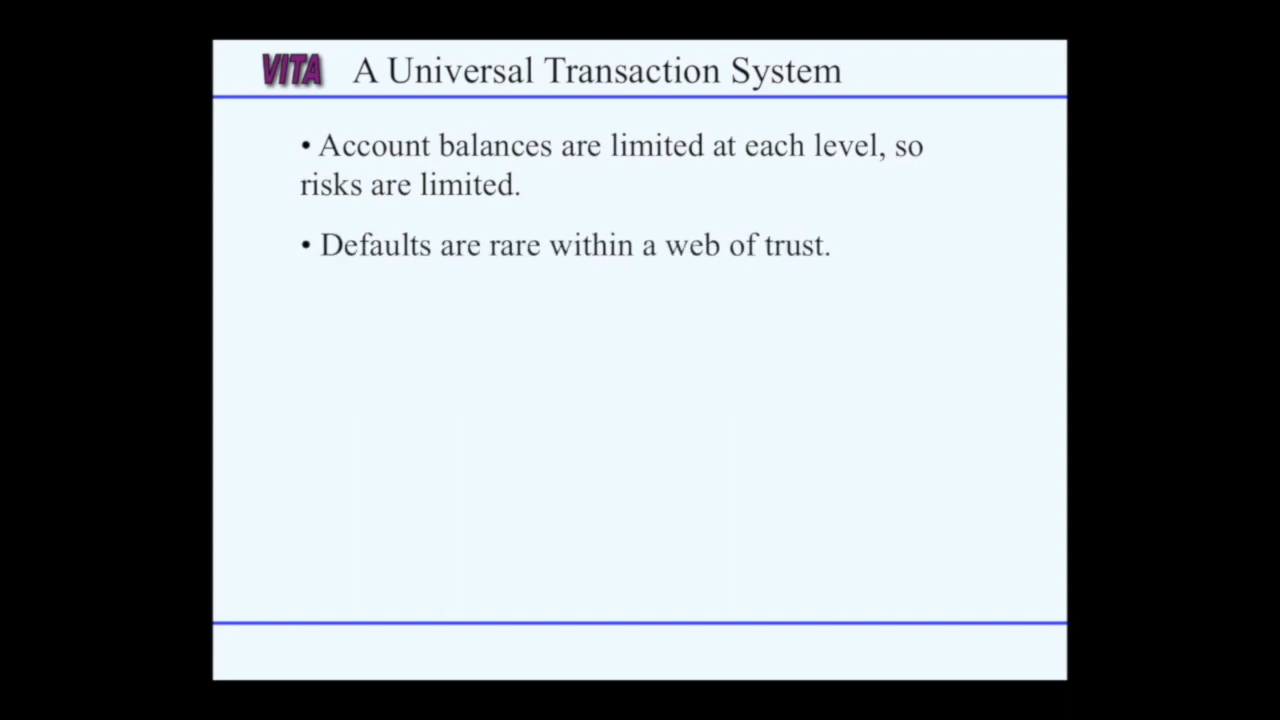 VITA A Universal Transaction System
• Account balances are limited at each level, so
risks are limited.
• Defaults are rare within a web of trust.